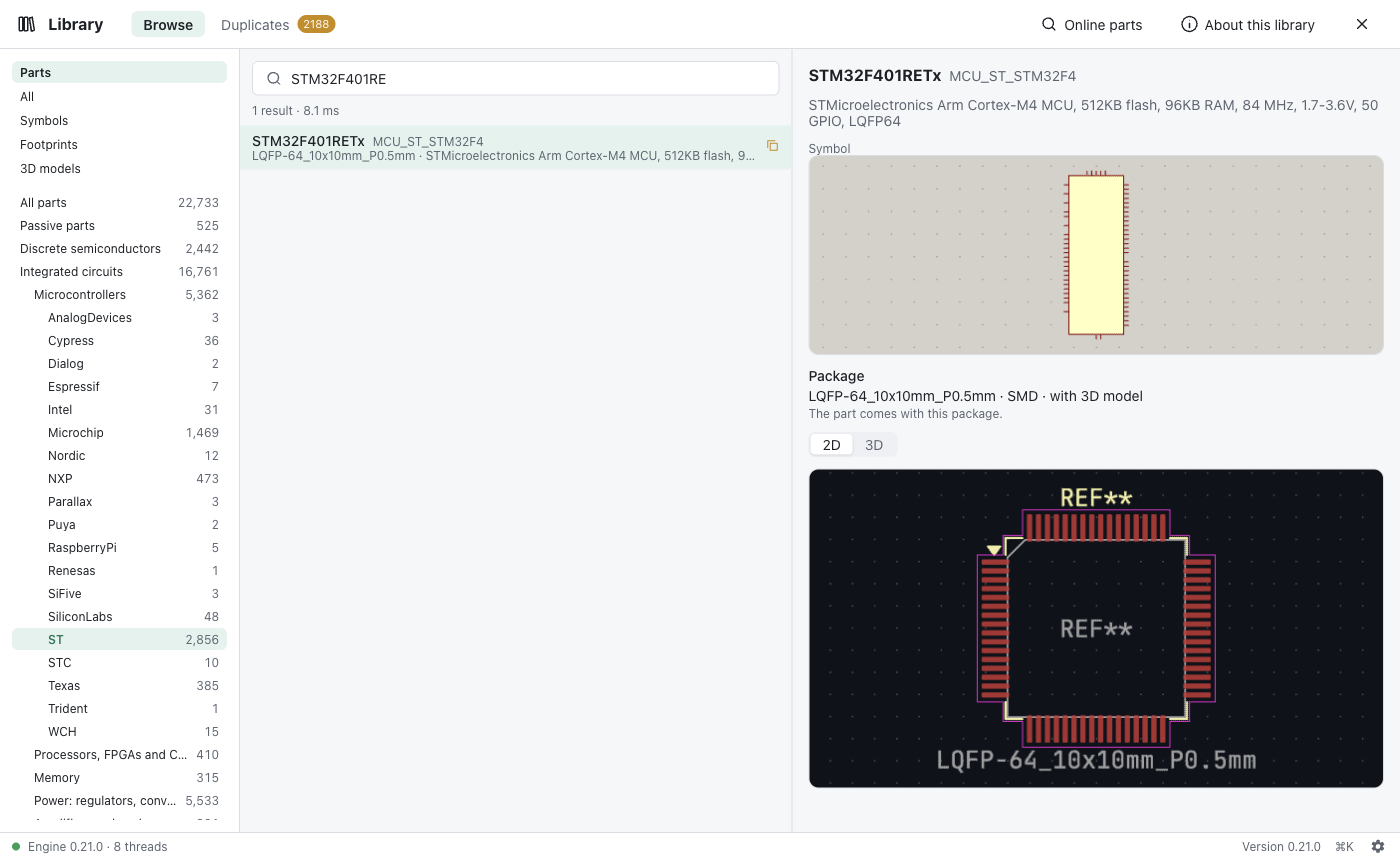 Library
Browse
Duplicates 2188
Online parts
About this library
Parts
All
Symbols
Footprints
3D models
All parts 22,733
Passive parts 525
Discrete semiconductors 2,442
Integrated circuits 16,761
Microcontrollers 5,362
AnalogDevices 3
Cypress 36
Dialog 2
Espressif 7
Intel 31
Microchip 1,469
Nordic 12
NXP 473
Parallax 3
Puya 2
RaspberryPi 5
Renesas 1
SiFive 3
SiliconLabs 48
ST 2,856
STC 10
Texas 385
Trident 1
WCH 15
Processors, FPGAs and C... 410
Memory 315
Power: regulators, conv... 5,533
STM32F401RE
1 result · 8.1 ms
STM32F401RETx MCU_ST_STM32F4
LQFP-64_10x10mm_P0.5mm · STMicroelectronics Arm Cortex-M4 MCU, 512KB flash, 9...
STM32F401RETx MCU_ST_STM32F4
STMicroelectronics Arm Cortex-M4 MCU, 512KB flash, 96KB RAM, 84 MHz, 1.7-3.6V, 50
GPIO, LQFP64
Symbol
Package
LQFP-64_10x10mm_P0.5mm · SMD · with 3D model
The part comes with this package.
2D 3D
REF**
REF**
LQFP-64_10x10mm_P0.5mm
Engine 0.21.0 · 8 threads
Version 0.21.0 ⌘K